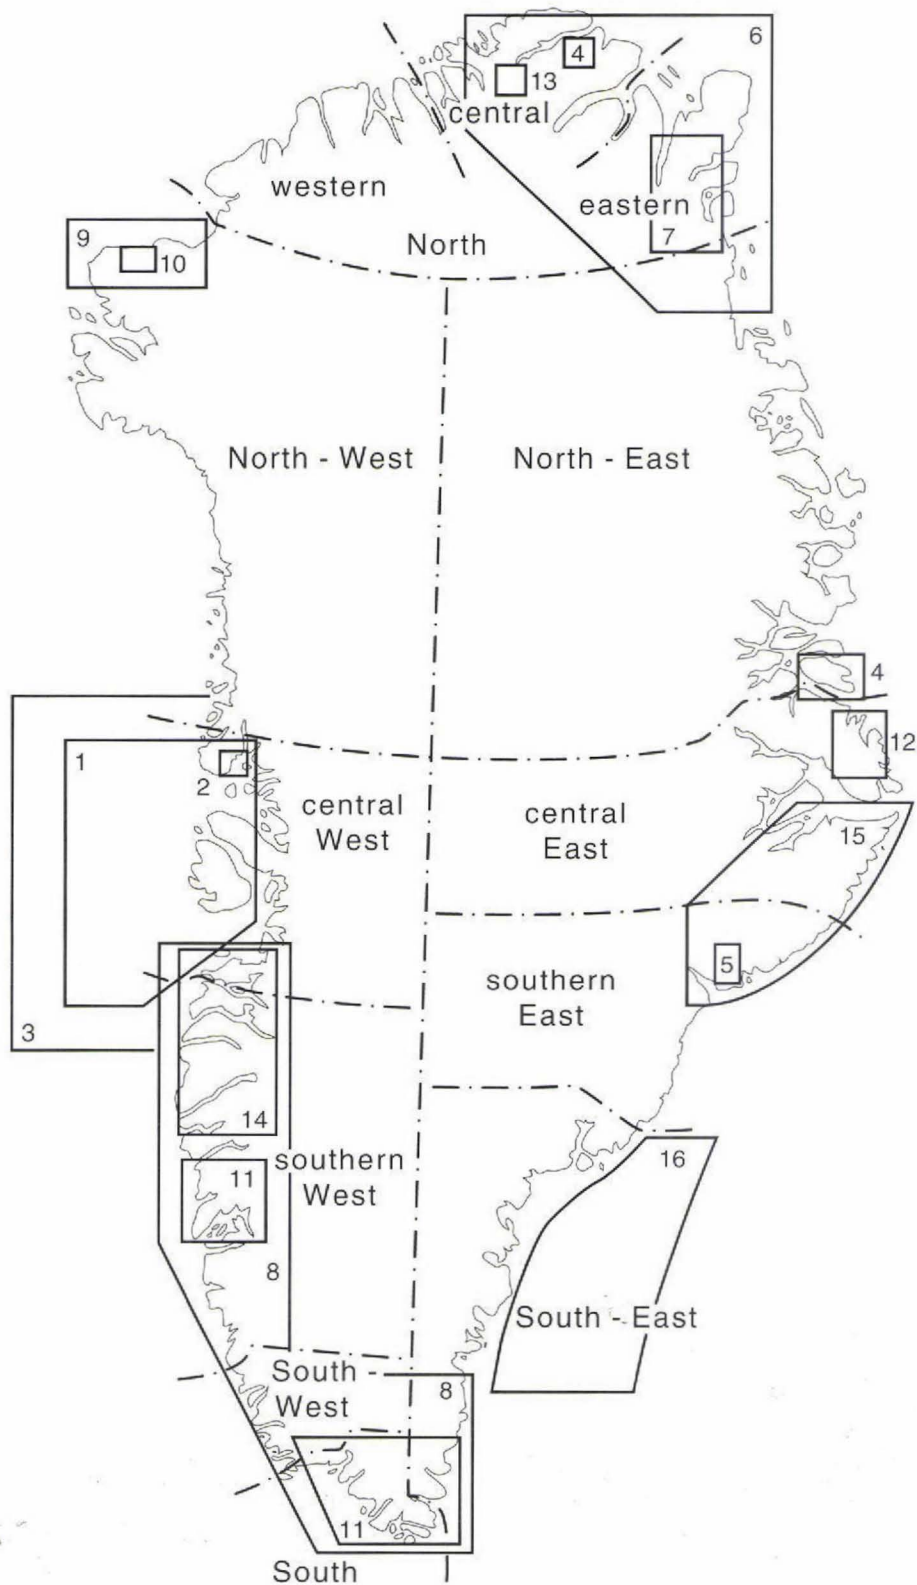 6
4
13
central
western
eastern
9
North
7
10
North - West
North - East
4
12
1
2
central
West
central
East
15
5
southern
East
3
14
southern
West
11
16
8
South - East
South -
West
8
11
South